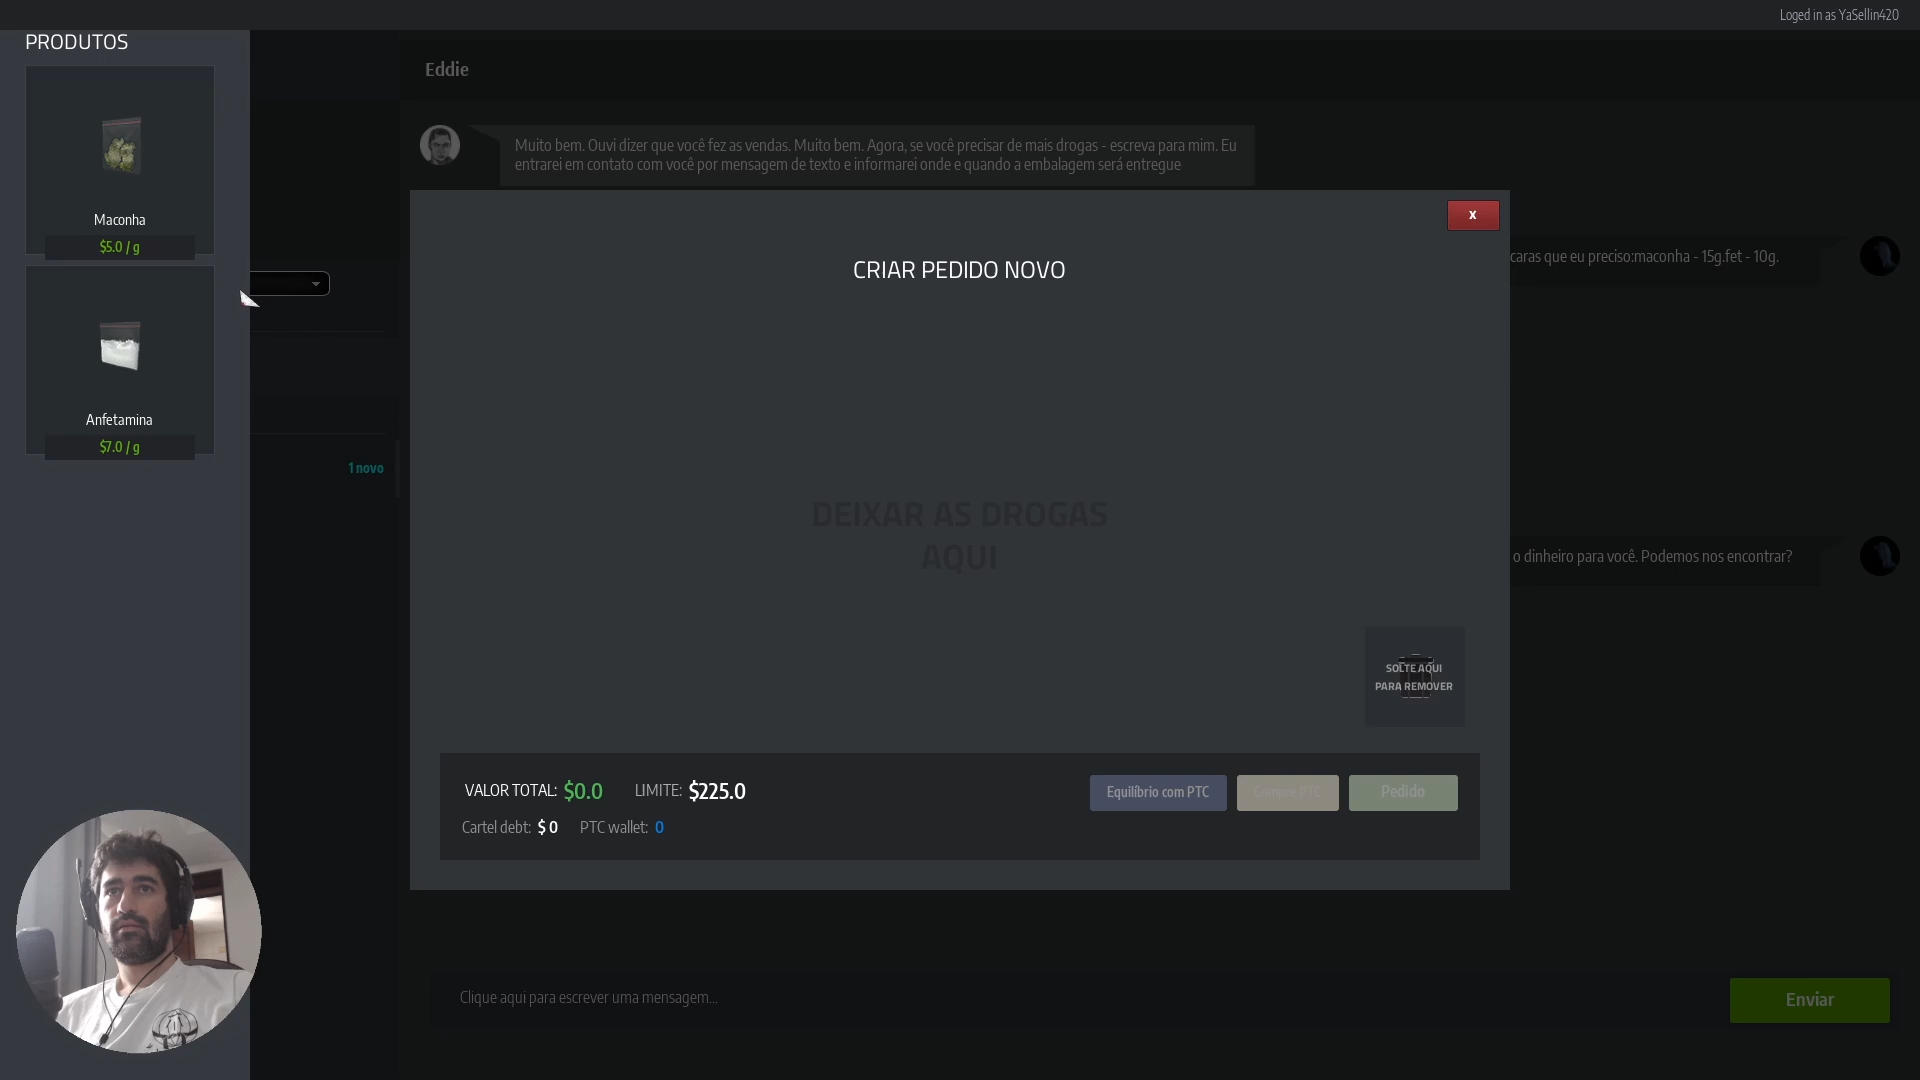 Loged in as YaSellin420
PRODUTOS
Maconha
$5.0 / g
Anfetamina
$7.0 / g
1 novo
Eddie
Muito bem. Ouvi dizer que você fez as vendas. Muito bem. Agora, se você precisar de mais drogas - escreva para mim. Eu
entrarei em contato com você por mensagem de texto e informarei onde e quando a embalagem será entregue
caras que eu preciso:maconha - 15g.fet - 10g.
o dinheiro para você. Podemos nos encontrar?
x
CRIAR PEDIDO NOVO
DEIXAR AS DROGAS
AQUI
SOLTE AQUI
PARA REMOVER
VALOR TOTAL: $0.0 LIMITE: $225.0
Cartel debt: $ 0 PTC wallet: 0
Equilíbrio com PTC
Compre PTC
Pedido
Clique aqui para escrever uma mensagem...
Enviar